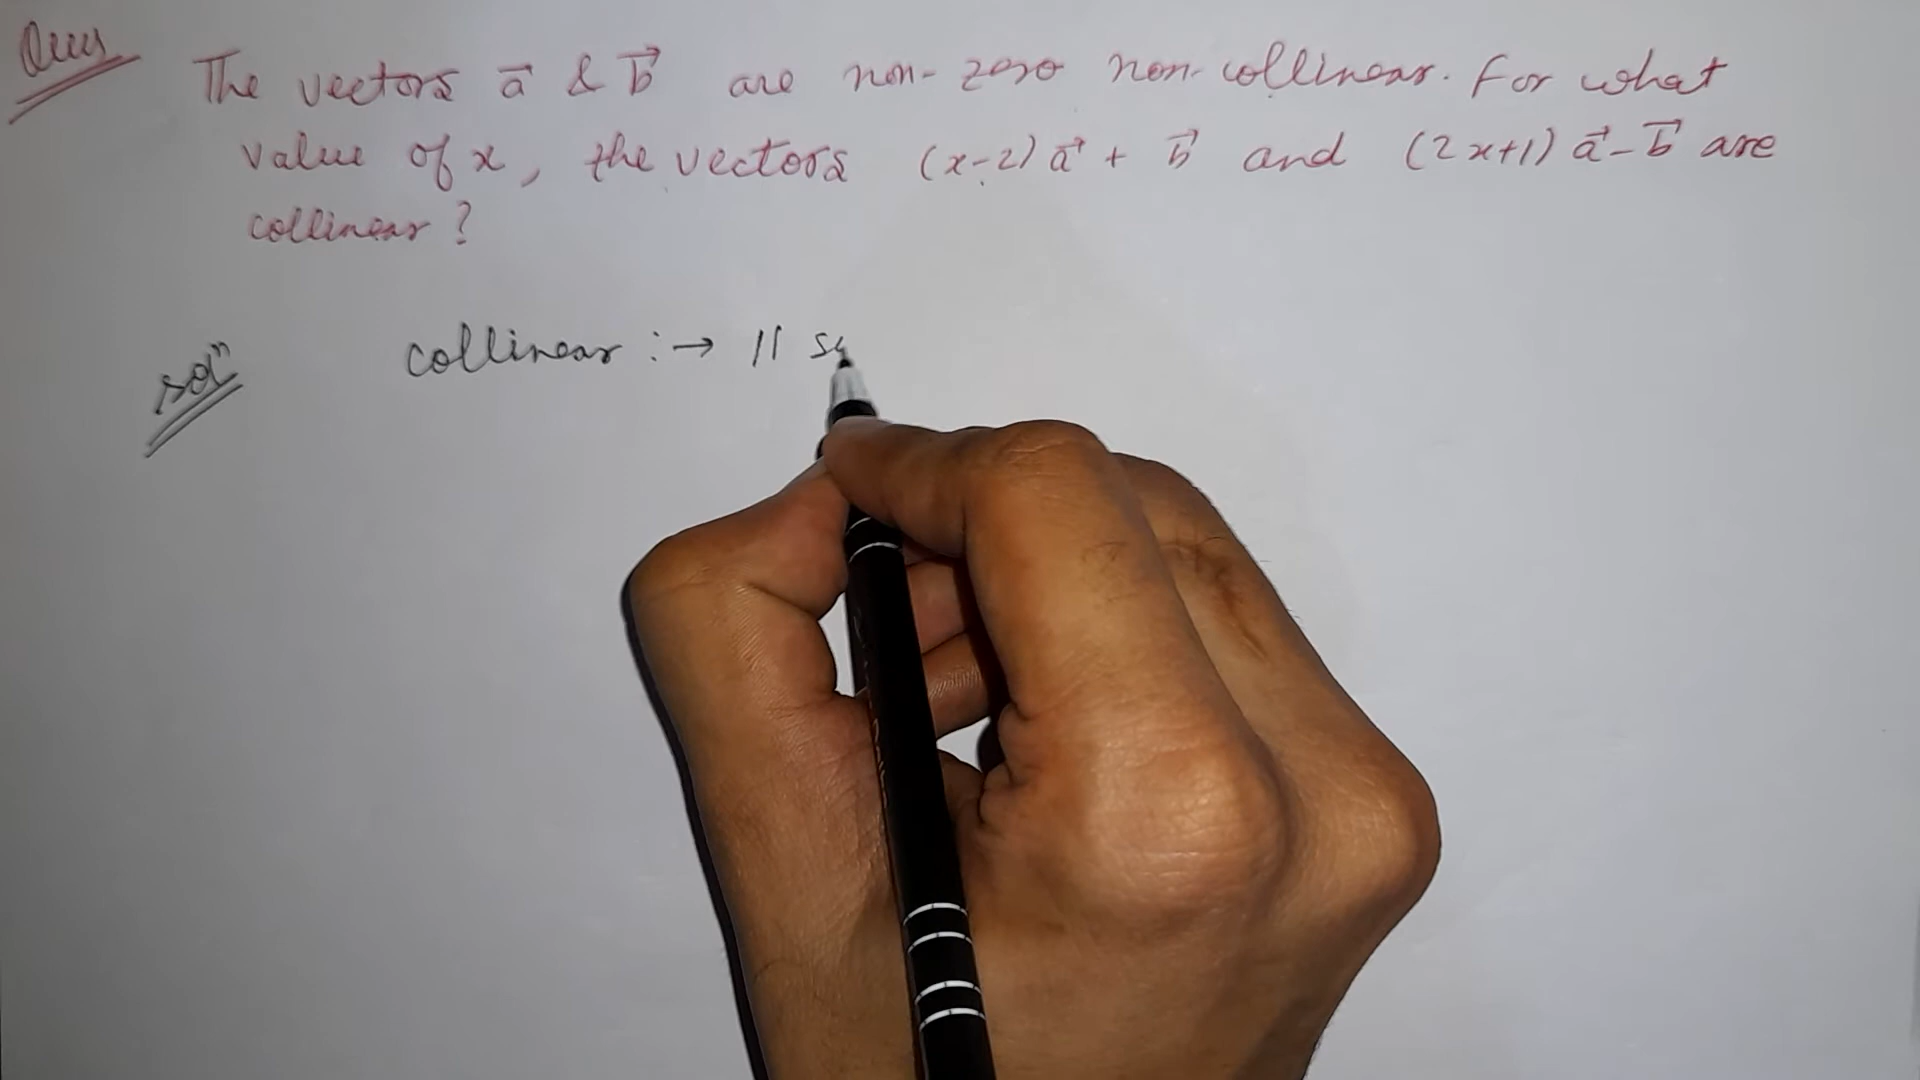 Ques
The vectors a⃗ & b⃗ are non-zero non-collinear. For what
value of x, the vectors (x-2) a⃗ + b⃗ and (2x+1) a⃗ - b⃗ are
collinear?
solⁿ collinear :→ ||